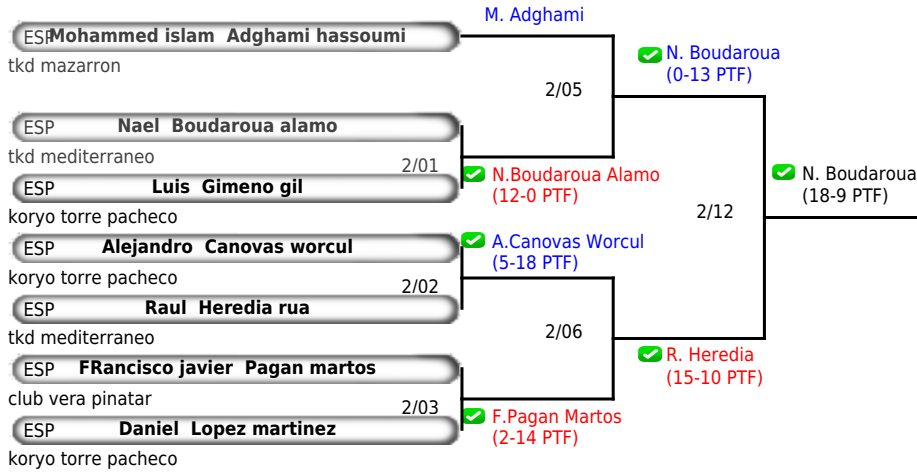 M. Adghami
ESP Mohammed islam Adghami hassoumi
tkd mazarron
N. Boudaroua
(0-13 PTF)
2/05
ESP Nael Boudaroua alamo
tkd mediterraneo
2/01
N.Boudaroua Alamo
(12-0 PTF)
N. Boudaroua
(18-9 PTF)
ESP Luis Gimeno gil
koryo torre pacheco
2/12
ESP Alejandro Canovas worcul
koryo torre pacheco
A.Canovas Worcul
(5-18 PTF)
2/02
ESP Raul Heredia rua
tkd mediterraneo
2/06
R. Heredia
(15-10 PTF)
ESP FRancisco javier Pagan martos
club vera pinatar
2/03
F.Pagan Martos
(2-14 PTF)
ESP Daniel Lopez martinez
koryo torre pacheco